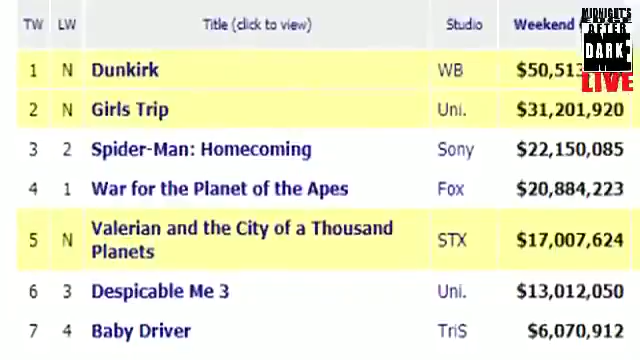 TW LW Title (click to view) Studio Weekend
MIDNIGHT'S
EDGE
AFTER
DARK
LIVE
1 N Dunkirk WB $50,513
2 N Girls Trip Uni. $31,201,920
3 2 Spider-Man: Homecoming Sony $22,150,085
4 1 War for the Planet of the Apes Fox $20,884,223
5 N Valerian and the City of a Thousand
Planets STX $17,007,624
6 3 Despicable Me 3 Uni. $13,012,050
7 4 Baby Driver TriS $6,070,912